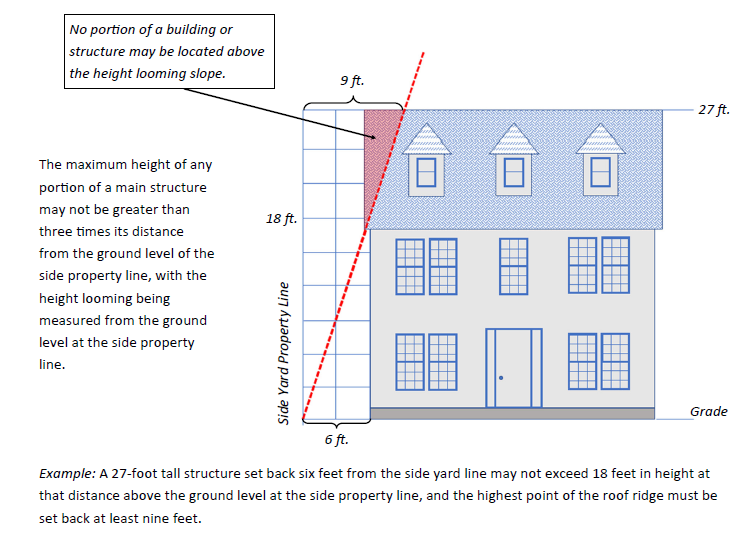 No portion of a building or
structure may be located above
the height looming slope.
9 ft.
27 ft.
The maximum height of any
portion of a main structure
may not be greater than
three times its distance
from the ground level of the
side property line, with the
height looming being
measured from the ground
level at the side property
line.
18 ft.
Side Yard Property Line
Grade
6 ft.
Example: A 27-foot tall structure set back six feet from the side yard line may not exceed 18 feet in height at
that distance above the ground level at the side property line, and the highest point of the roof ridge must be
set back at least nine feet.